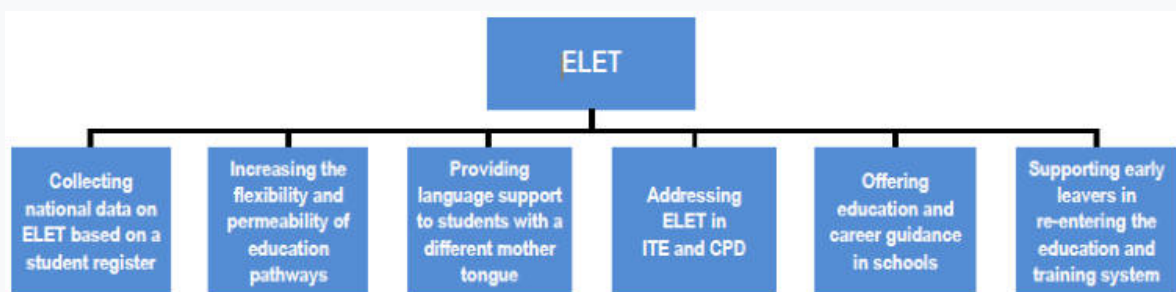 ELET
Collecting
national data on
ELET based on a
student register
Increasing the
flexibility and
permeability of
education
pathways
Providing
language support
to students with a
different mother
tongue
Addressing
ELET in
ITE and CPD
Offering
education and
career guidance
in schools
Supporting early
leavers in
re-entering the
education and
training system